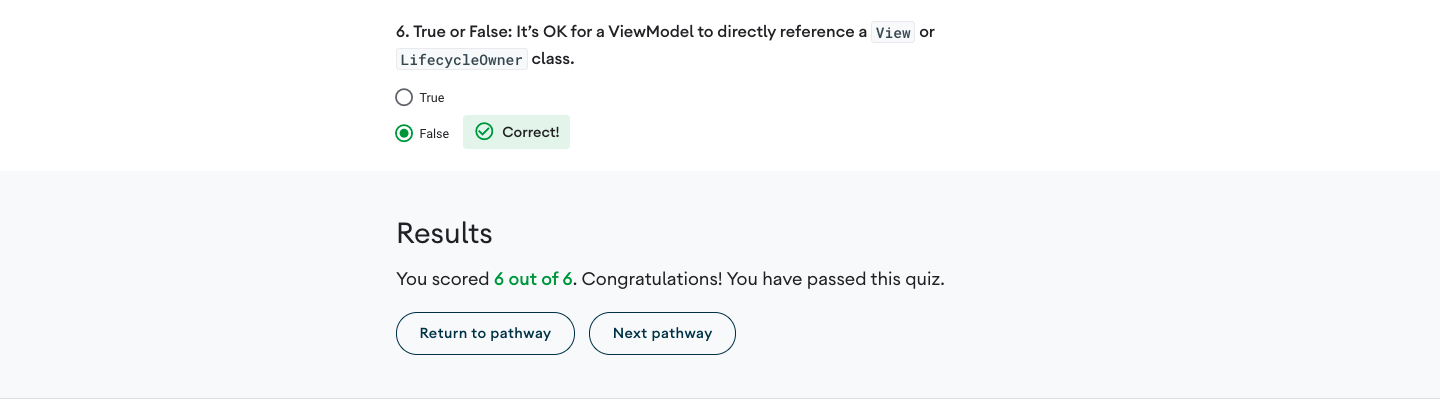 6. True or False: It’s OK for a ViewModel to directly reference a View or
LifecycleOwner class.
True
False Correct!
Results
You scored 6 out of 6. Congratulations! You have passed this quiz.
Return to pathway Next pathway